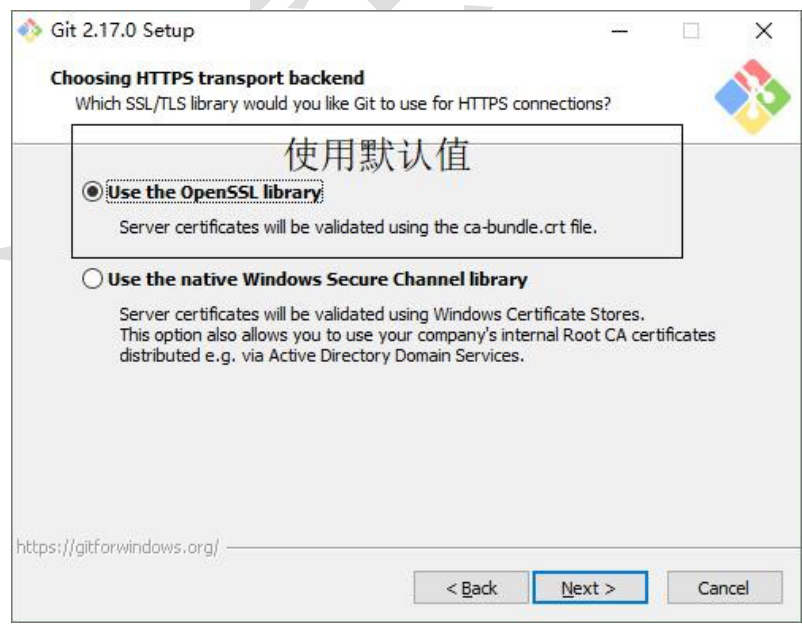 Git 2.17.0 Setup
Choosing HTTPS transport backend
Which SSL/TLS library would you like Git to use for HTTPS connections?
使用默认值
Use the OpenSSL library
Server certificates will be validated using the ca-bundle.crt file.
Use the native Windows Secure Channel library
Server certificates will be validated using Windows Certificate Stores.
This option also allows you to use your company's internal Root CA certificates
distributed e.g. via Active Directory Domain Services.
https://gitforwindows.org/
< Back Next > Cancel